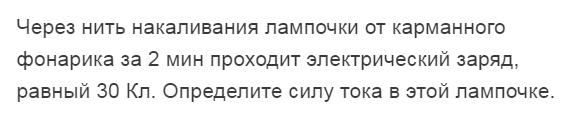 Через нить накаливания лампочки от карманного
фонарика за 2 мин проходит электрический заряд,
равный 30 Кл. Определите силу тока в этой лампочке.